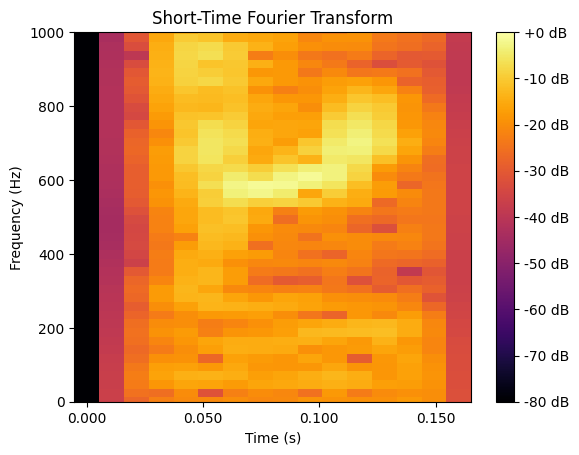 Short-Time Fourier Transform
1000
800
600
400
200
0
Frequency (Hz)
0.000
0.050
0.100
0.150
Time (s)
+0 dB
-10 dB
-20 dB
-30 dB
-40 dB
-50 dB
-60 dB
-70 dB
-80 dB